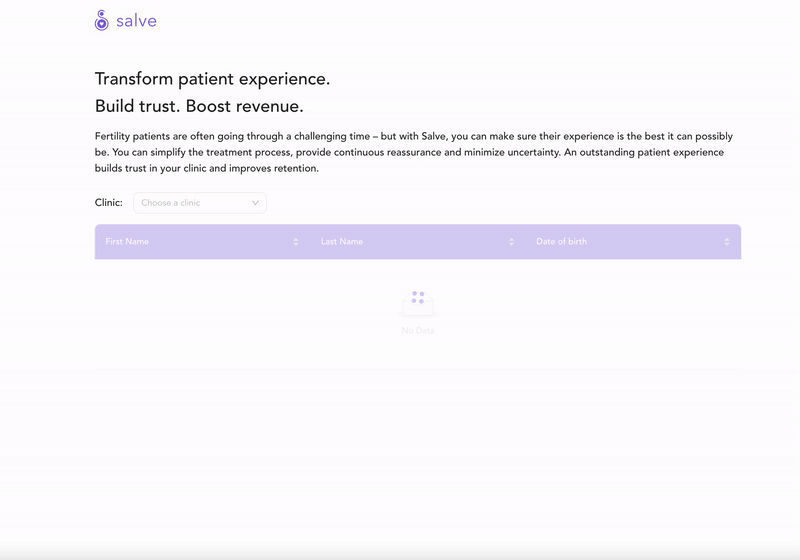 salve
Transform patient experience.
Build trust. Boost revenue.
Fertility patients are often going through a challenging time – but with Salve, you can make sure their experience is the best it can possibly
be. You can simplify the treatment process, provide continuous reassurance and minimize uncertainty. An outstanding patient experience
builds trust in your clinic and improves retention.
Clinic: Choose a clinic
First Name Last Name Date of birth
No Data